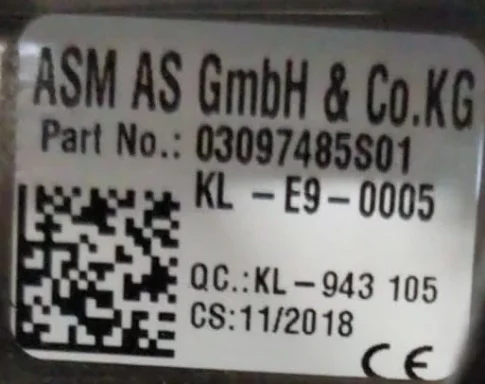 ASM AS GmbH & Co.KG
Part No.: 03097485S01
KL - E9 - 0005
QC.: KL - 943 105
CS: 11/2018
CE